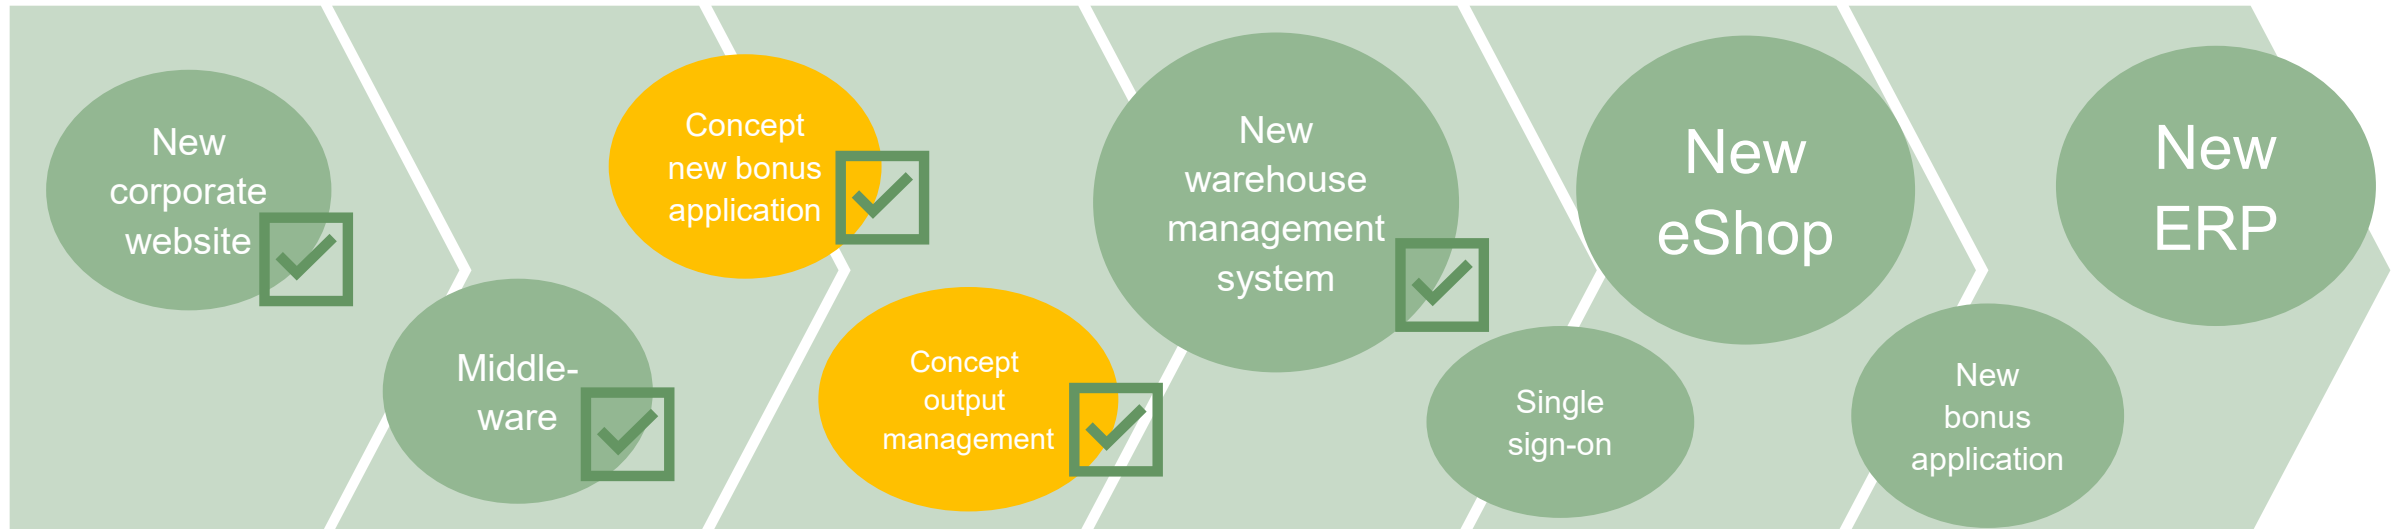 New
corporate
website
Middle-
ware
Concept
new bonus
application
Concept
output
management
New
warehouse
management
system
Single
sign-on
New
eShop
New
bonus
application
New
ERP